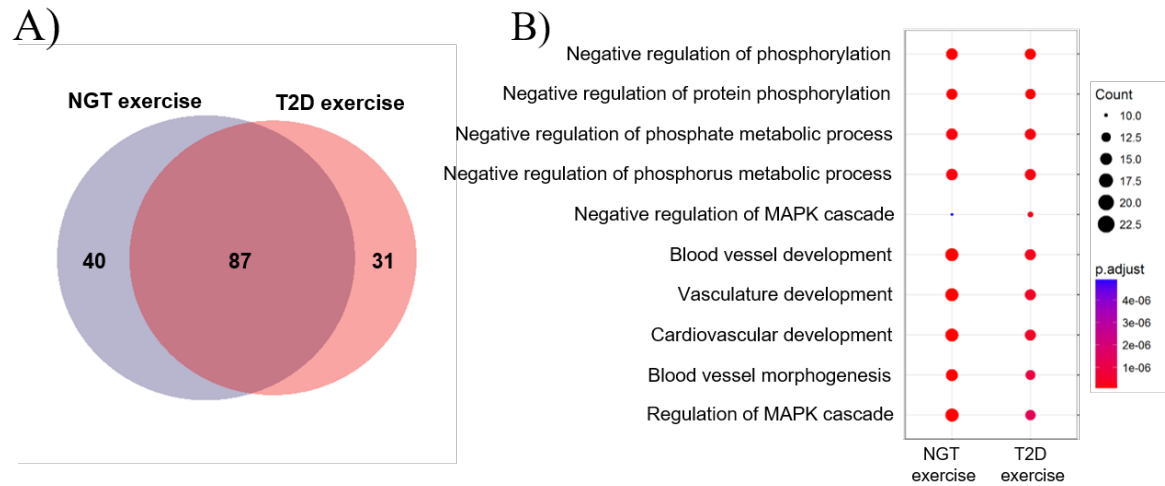 A)
NGT exercise
T2D exercise
40
87
31
B)
Negative regulation of phosphorylation
Negative regulation of protein phosphorylation
Negative regulation of phosphate metabolic process
Negative regulation of phosphorus metabolic process
Negative regulation of MAPK cascade
Blood vessel development
Vasculature development
Cardiovascular development
Blood vessel morphogenesis
Regulation of MAPK cascade
NGT
exercise
T2D
exercise
Count
10.0
12.5
15.0
17.5
20.0
22.5
p.adjust
4e-06
3e-06
2e-06
1e-06